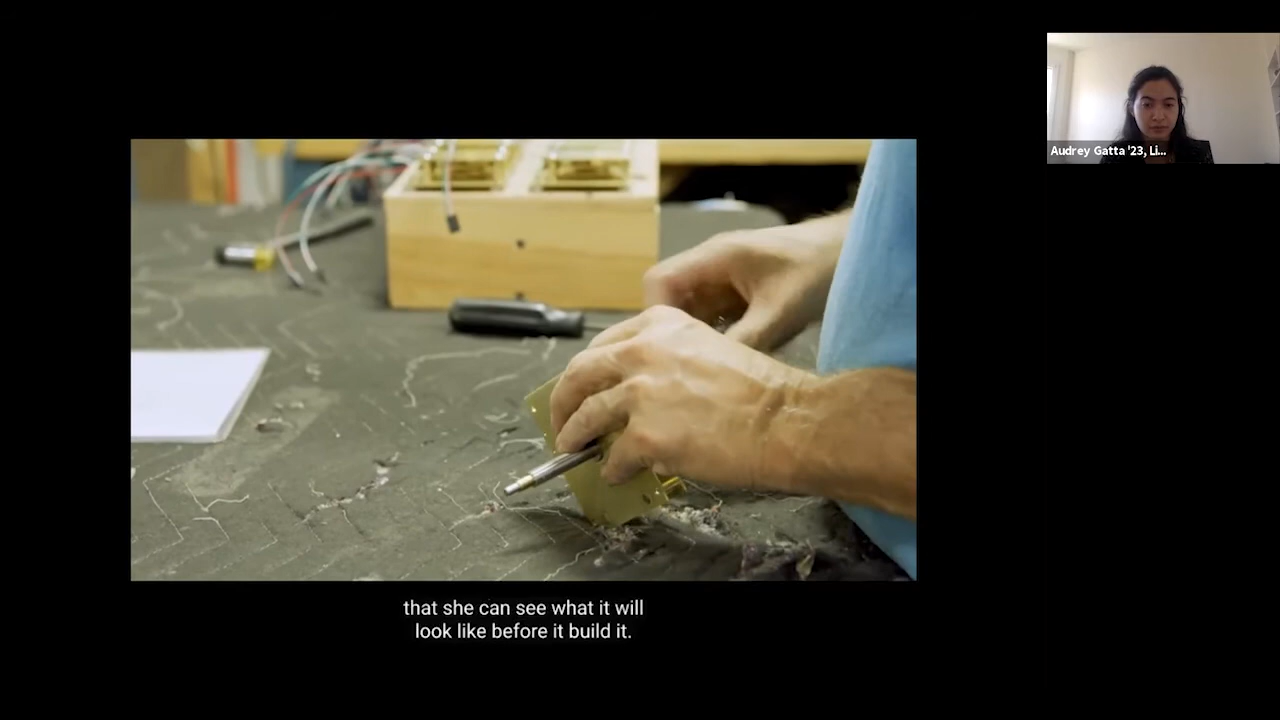 Audrey Gatta '23, Li...
that she can see what it will
look like before it build it.